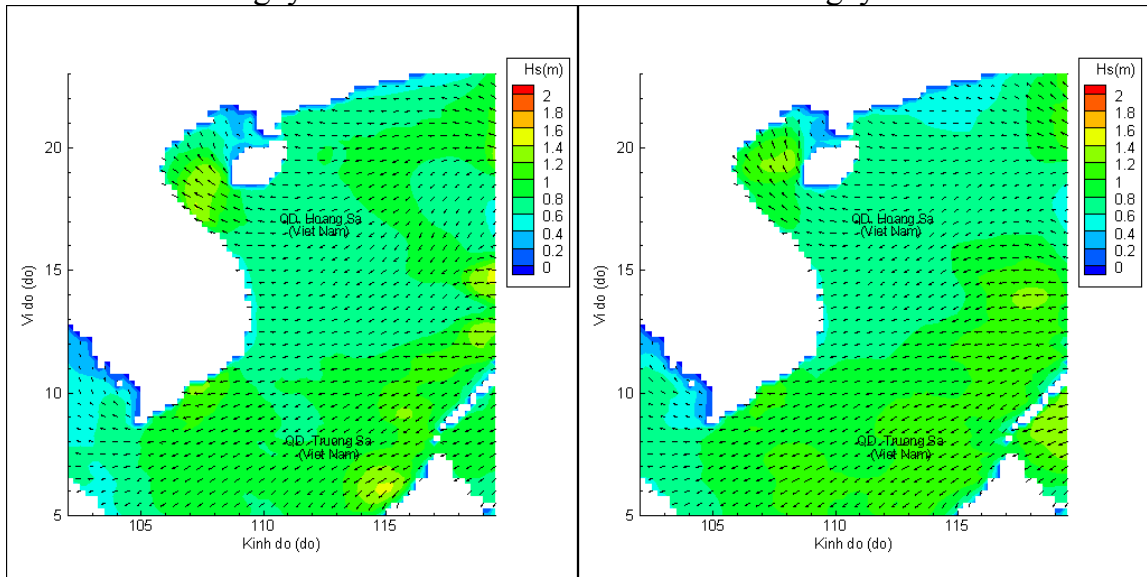 Hs(m)
2
1.8
1.6
1.4
1.2
1
0.8
0.6
0.4
0.2
0
20
15
10
5
105
110
115
Vi do (do)
Kinh do (do)
QD. Hoang Sa
(Viet Nam)
QD. Truong Sa
(Viet Nam)
Hs(m)
2
1.8
1.6
1.4
1.2
1
0.8
0.6
0.4
0.2
0
20
15
10
5
105
110
115
Vi do (do)
Kinh do (do)
QD. Hoang Sa
(Viet Nam)
QD. Truong Sa
(Viet Nam)